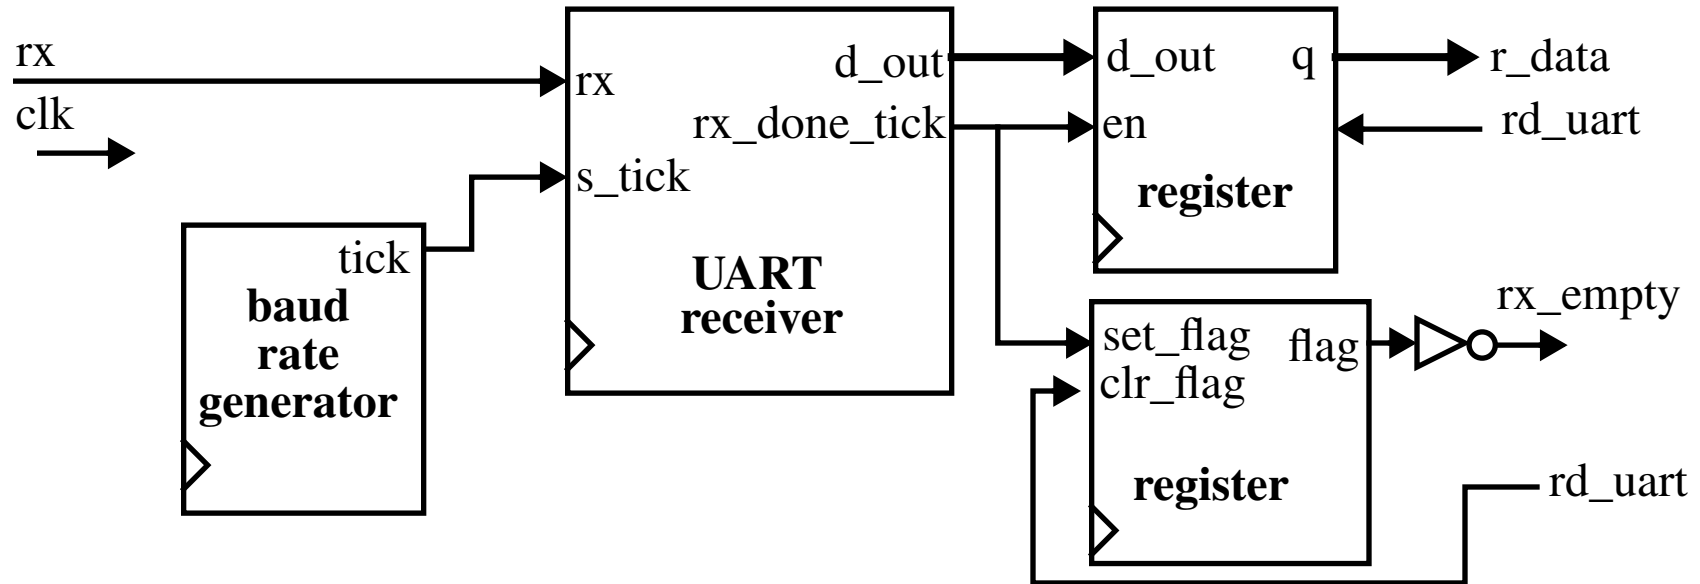 rx
clk
tick
baud
rate
generator
rx
s_tick
d_out
rx_done_tick
UART
receiver
d_out
q
en
register
r_data
rd_uart
set_flag
flag
clr_flag
register
rx_empty
rd_uart